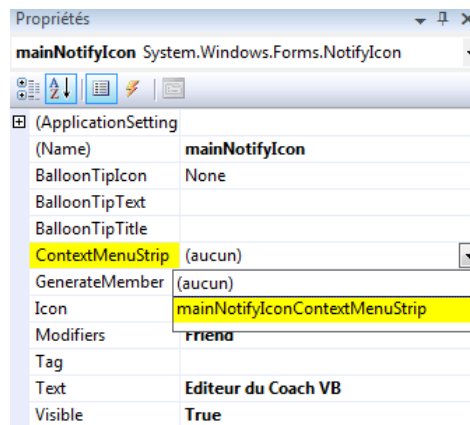 Propriétés
mainNotifyIcon System.Windows.Forms.NotifyIcon
(ApplicationSetting
(Name) mainNotifyIcon
BalloonTipIcon None
BalloonTipText
BalloonTipTitle
ContextMenuStrip (aucun)
GenerateMember (aucun)
Icon mainNotifyIconContextMenuStrip
Modifiers Friend
Tag
Text Editeur du Coach VB
Visible True